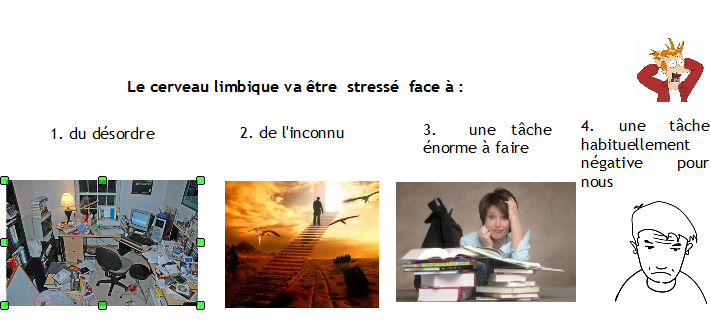 Le cerveau limbique va être stressé face à :
1. du désordre
2. de l'inconnu
3. une tâche
énorme à faire
4. une tâche
habituellement
négative pour
nous